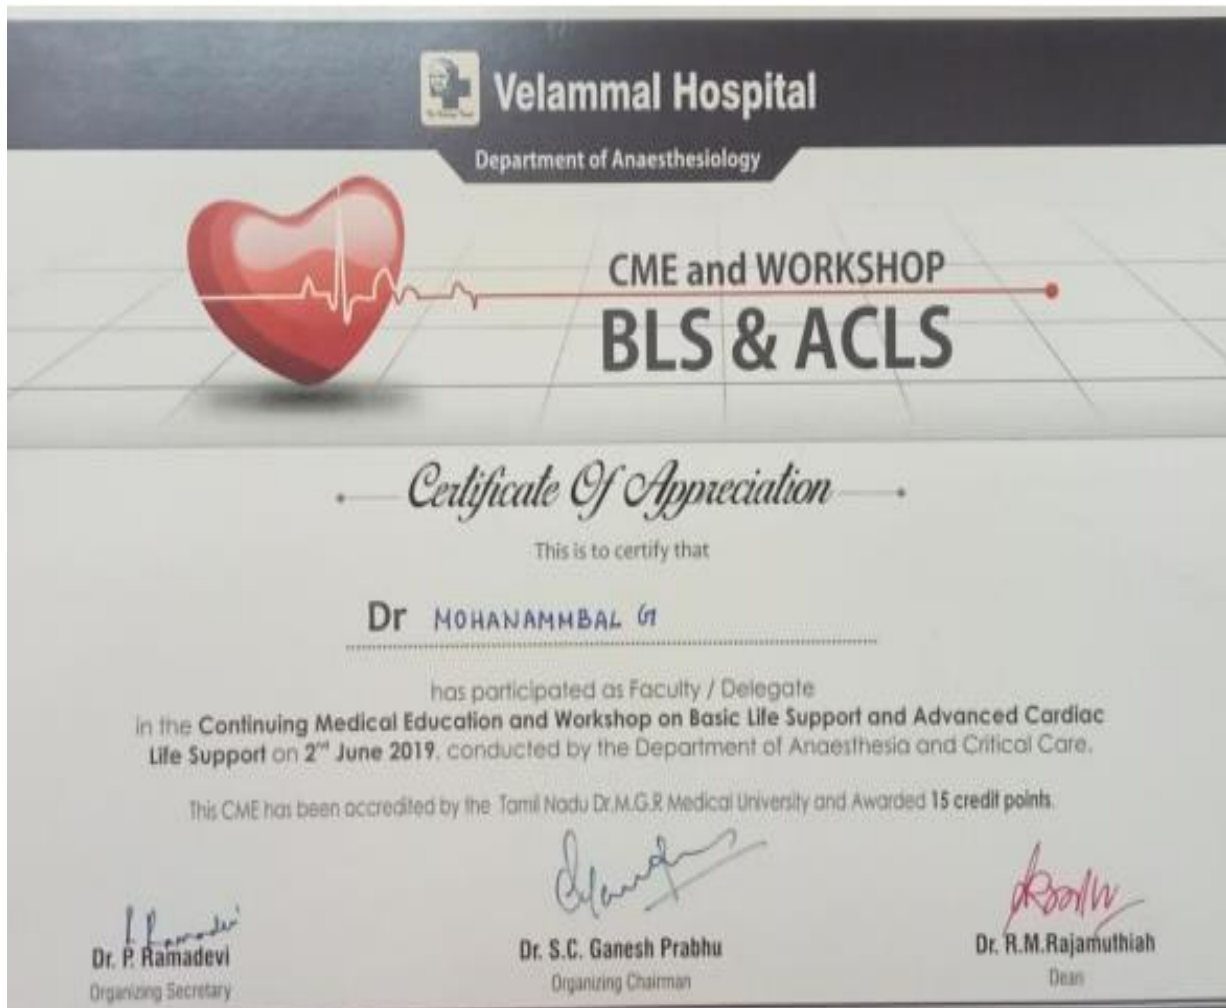 Velammal Hospital
Department of Anaesthesiology
CME and WORKSHOP
BLS & ACLS
Certificate Of Appreciation
This is to certify that
Dr MOHANAMMBAL G
has participated as Faculty / Delegate
in the Continuing Medical Education and Workshop on Basic Life Support and Advanced Cardiac
Life Support on 2nd June 2019, conducted by the Department of Anaesthesia and Critical Care.
This CME has been accredited by the Tamil Nadu Dr.M.G.R Medical University and Awarded 15 credit points.
P. Ramadevi
Dr. P. Ramadevi
Organizing Secretary
Dr. S.C. Ganesh Prabhu
Organizing Chairman
Dr. R.M.Rajamuthiah
Dean